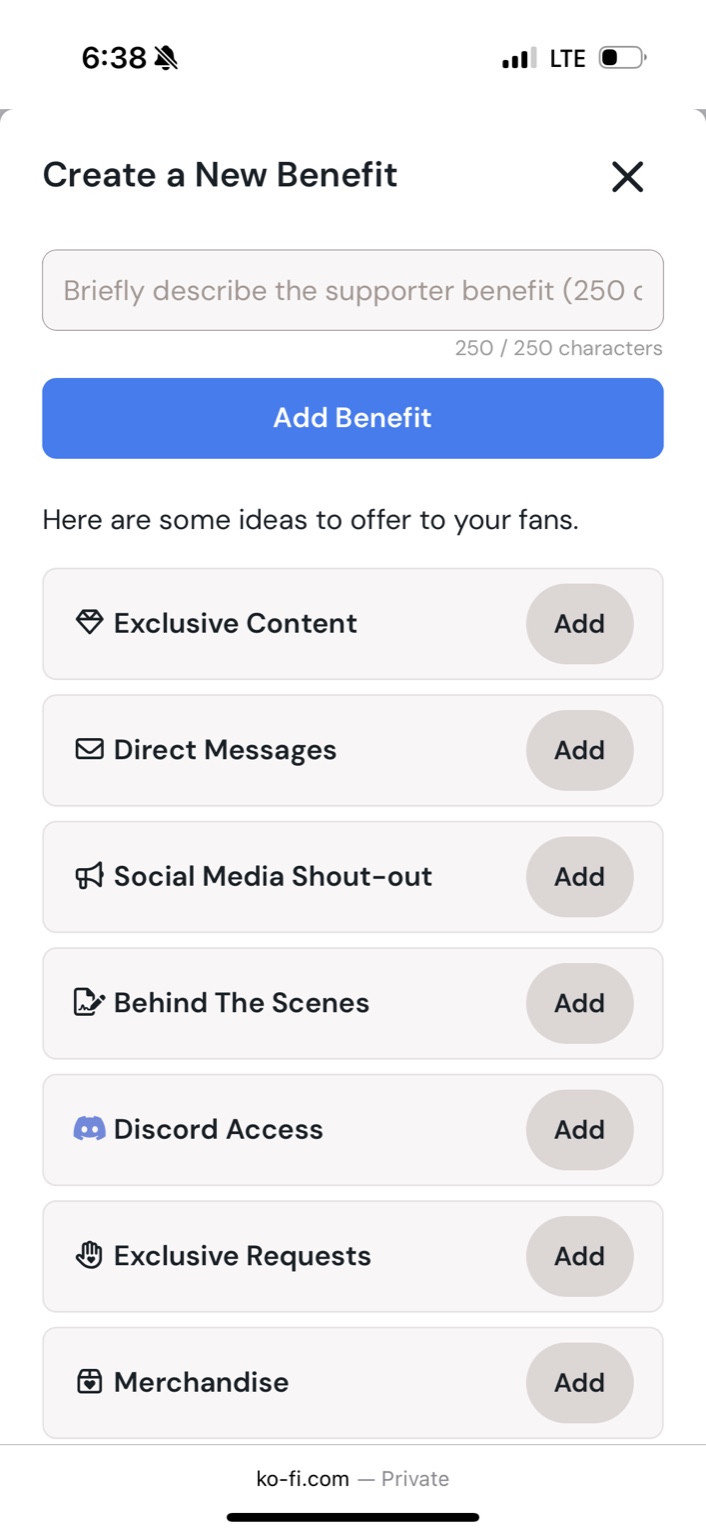 6:38
LTE
Create a New Benefit
Briefly describe the supporter benefit (250 c
250 / 250 characters
Add Benefit
Here are some ideas to offer to your fans.
Exclusive Content Add
Direct Messages Add
Social Media Shout-out Add
Behind The Scenes Add
Discord Access Add
Exclusive Requests Add
Merchandise Add
ko-fi.com — Private